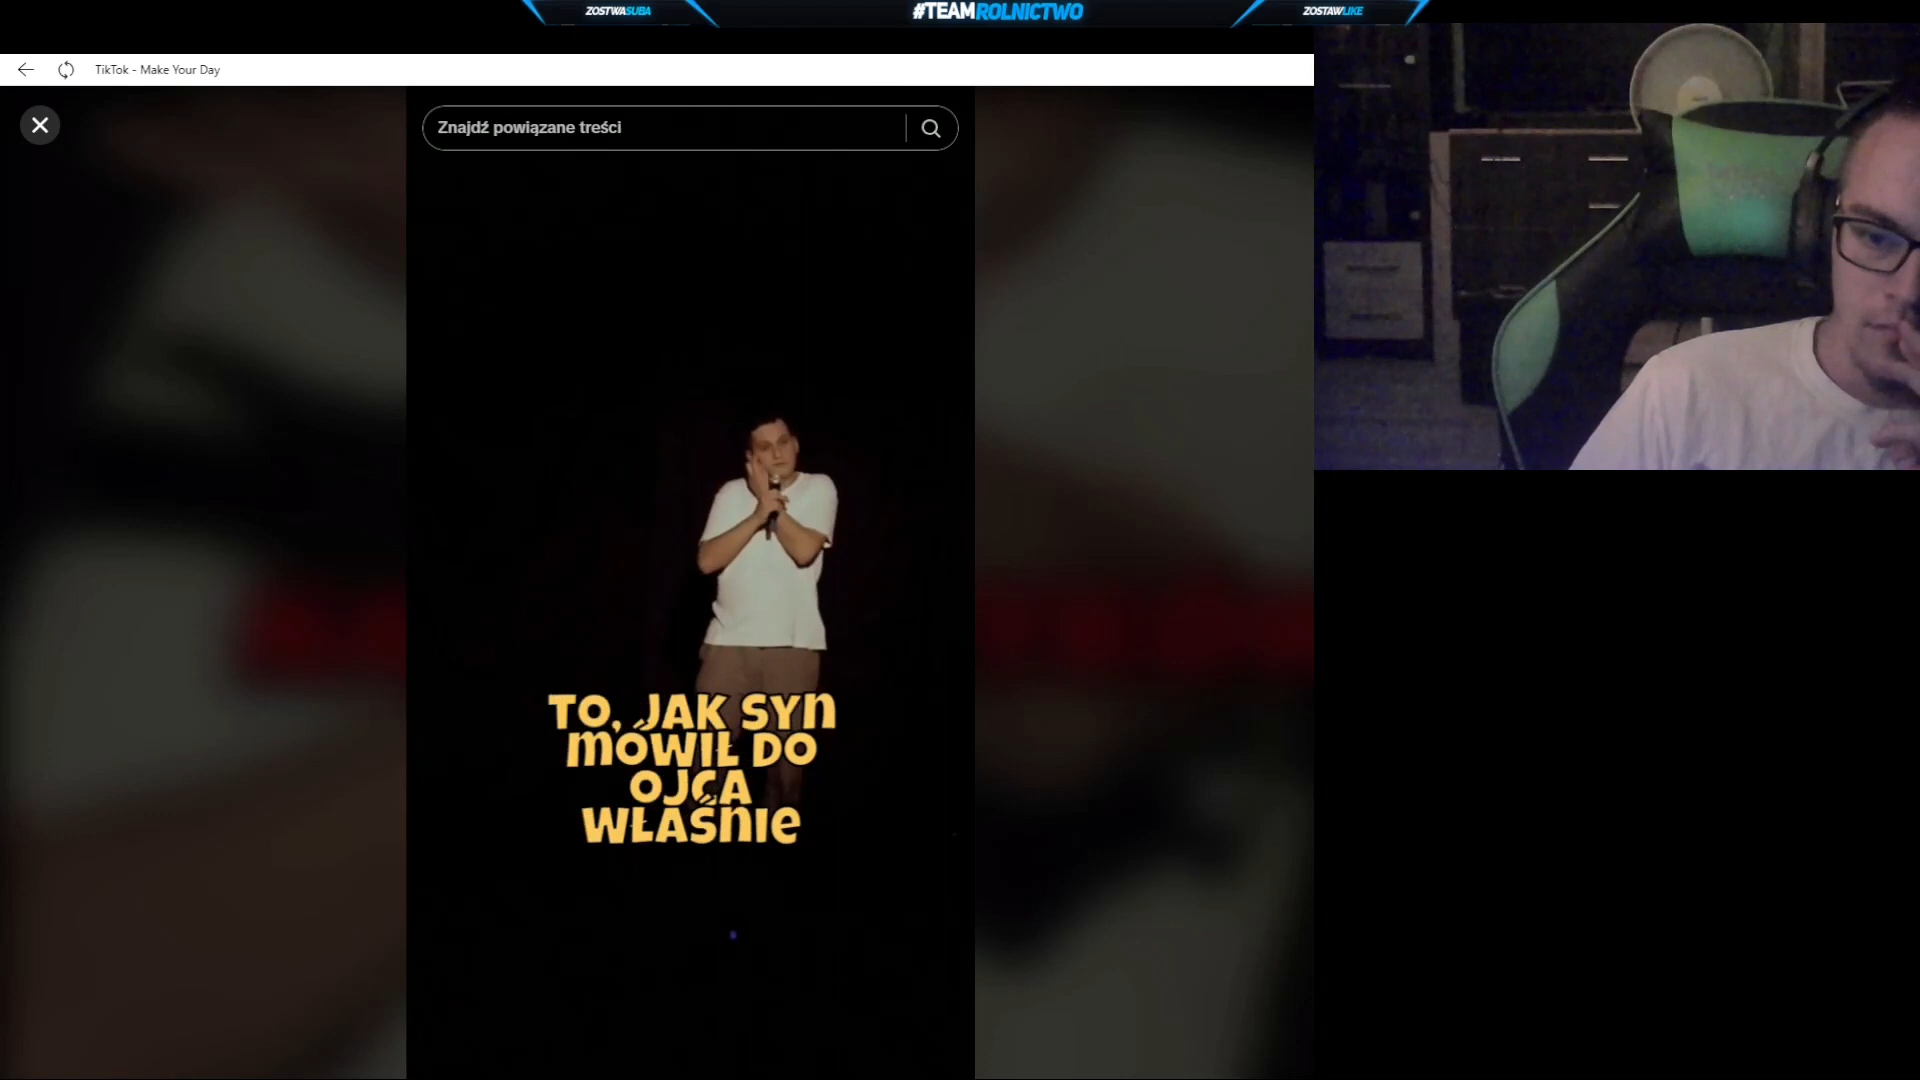 ZOSTWASUBA
#TEAMROLNICTWO
ZOSTAWLIKE
TikTok - Make Your Day
Znajdź powiązane treści
TO, JAK SYN
MÓWIŁ DO
OJCA
WŁAŚNIE